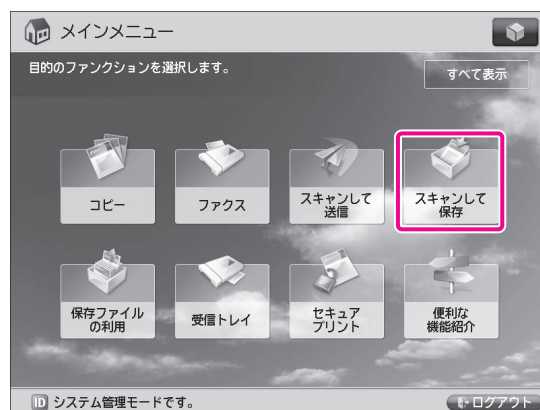 メインメニュー
目的のファンクションを選択します。
すべて表示
コピー
ファクス
スキャンして
送信
スキャンして
保存
保存ファイル
の利用
受信トレイ
セキュア
プリント
便利な
機能紹介
ID システム管理モードです。
ログアウト